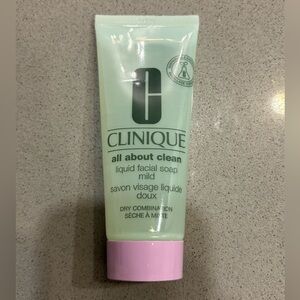 CLINIQUE
all about clean
liquid facial soap
mild
savon visage liquide
doux
DRY COMBINATION
SÈCHE À MIXTE